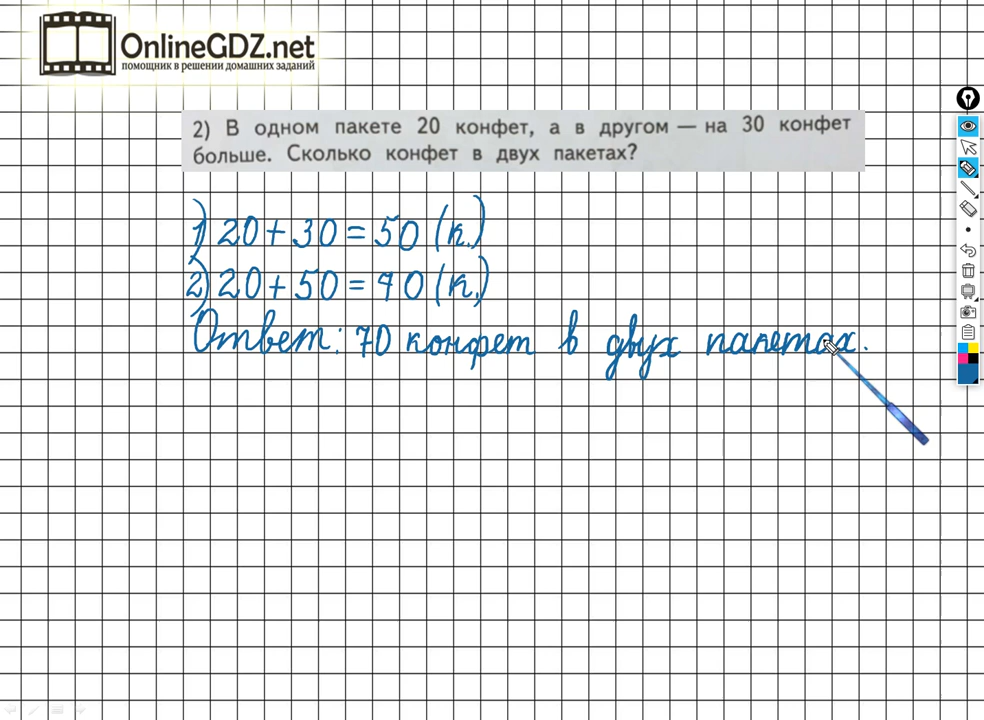 OnlineGDZ.net
помощник в решении домашних заданий
2) В одном пакете 20 конфет, а в другом — на 30 конфет
больше. Сколько конфет в двух пакетах?
1) 20 + 30 = 50 (к.)
2) 20 + 50 = 70 (к.)
Ответ: 70 конфет в двух пакетах.